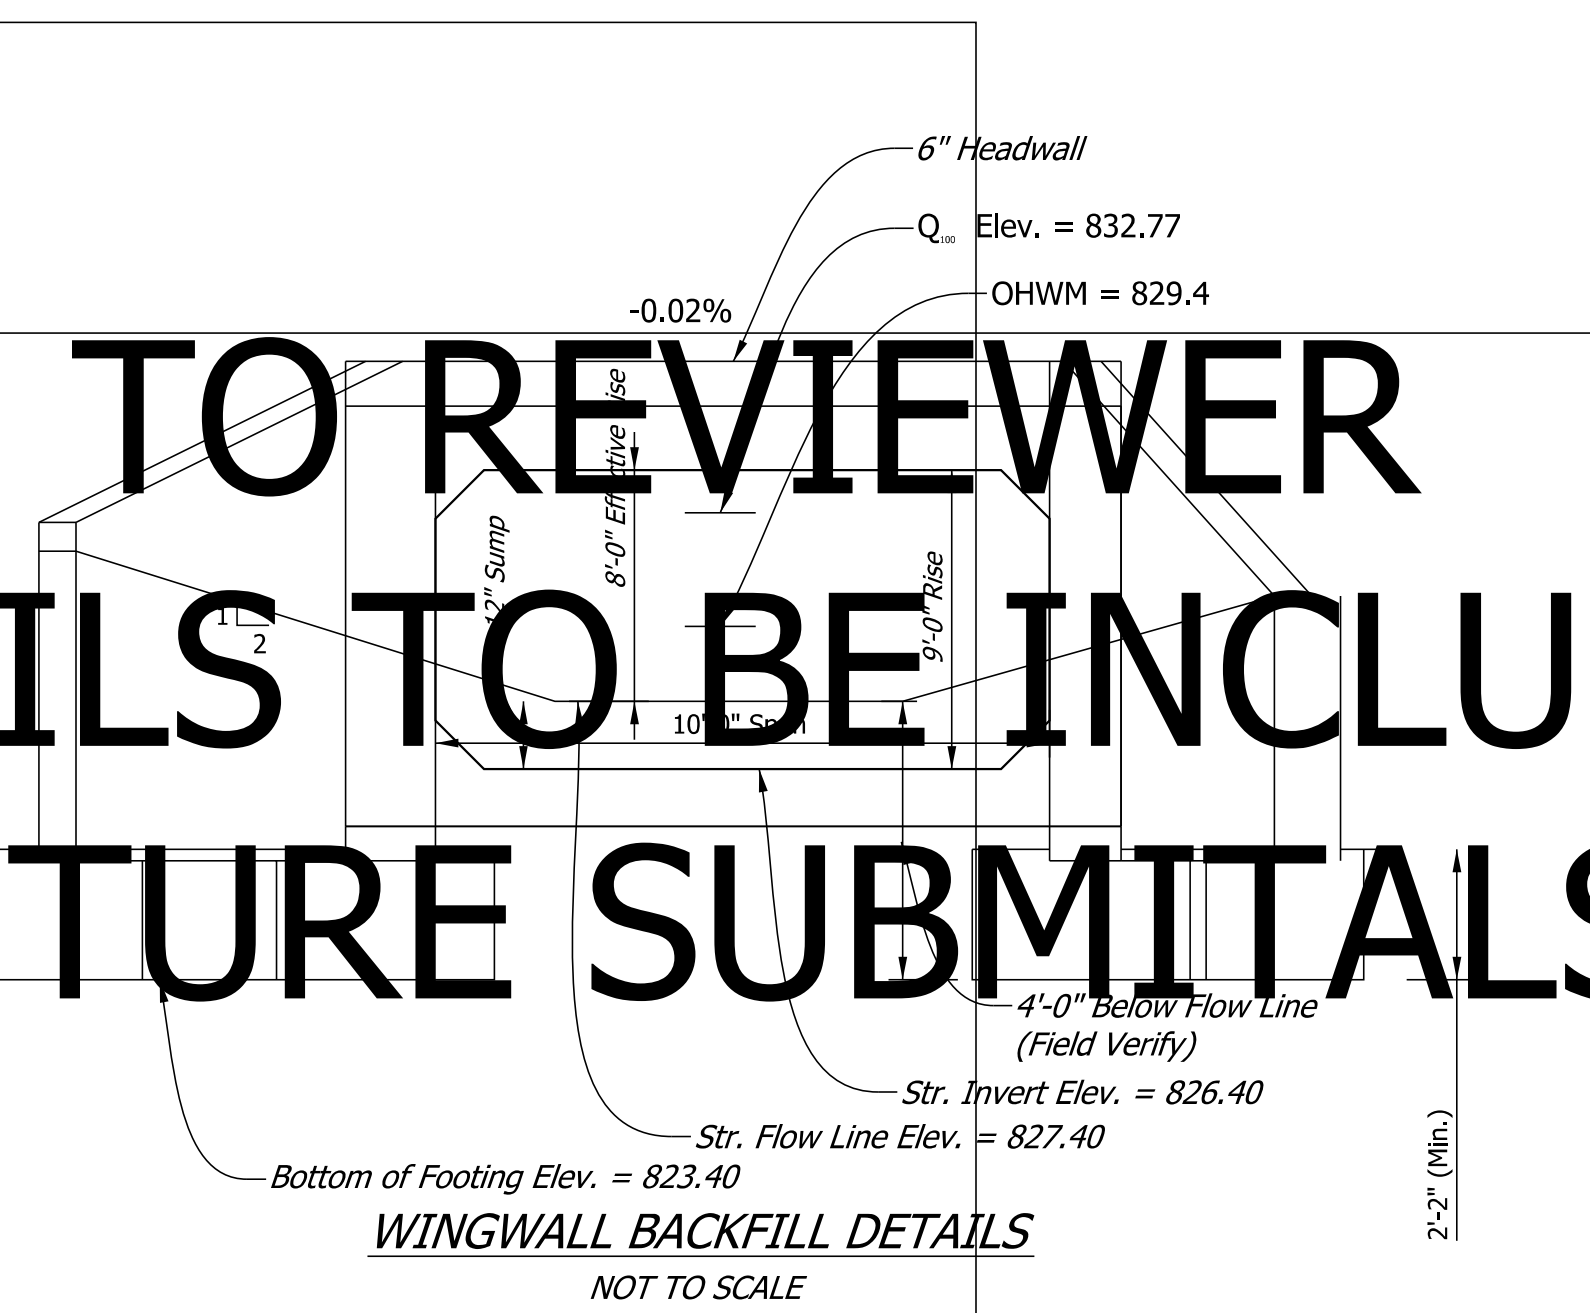 6" Headwall
Q100 Elev. = 832.77
OHWM = 829.4
-0.02%
TO REVIEWER
8'-0" Effective Rise
12" Sump
9'-0" Rise
ILS TO BE INCLU
1
2
10'-0" Span
TURE SUBMITALS
4'-0" Below Flow Line
(Field Verify)
Str. Invert Elev. = 826.40
Str. Flow Line Elev. = 827.40
2'-2" (Min.)
Bottom of Footing Elev. = 823.40
WINGWALL BACKFILL DETAILS
NOT TO SCALE